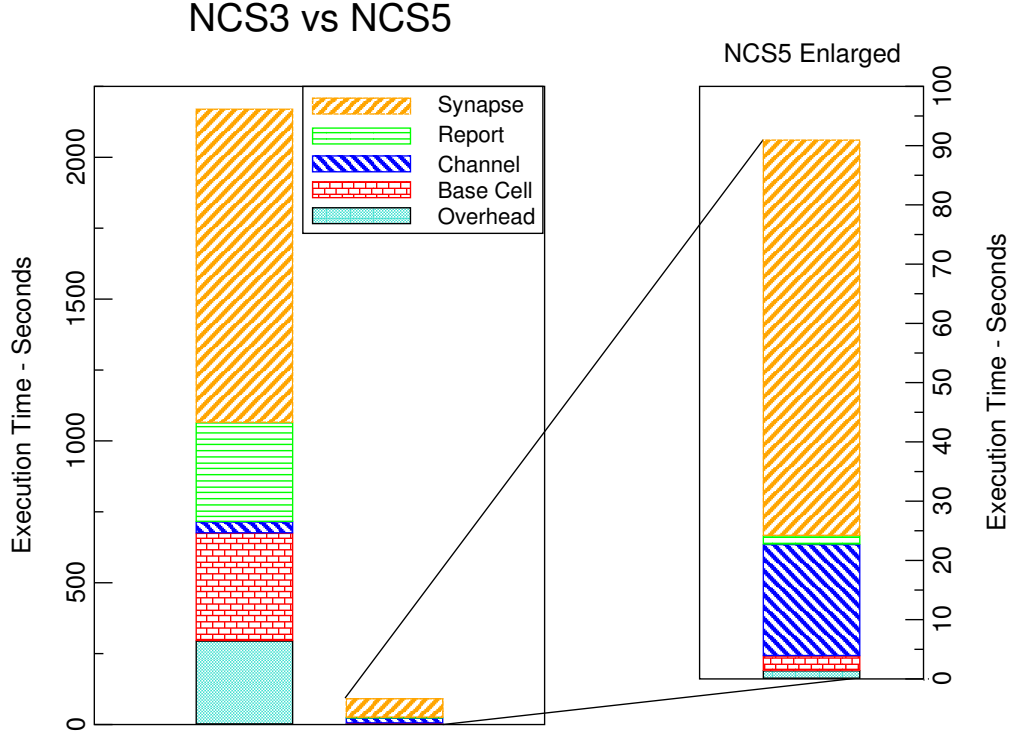 NCS3 vs NCS5
NCS5 Enlarged
Synapse
Report
Channel
Base Cell
Overhead
Execution Time - Seconds
0
500
1000
1500
2000
0
10
20
30
40
50
60
70
80
90
100
Execution Time - Seconds